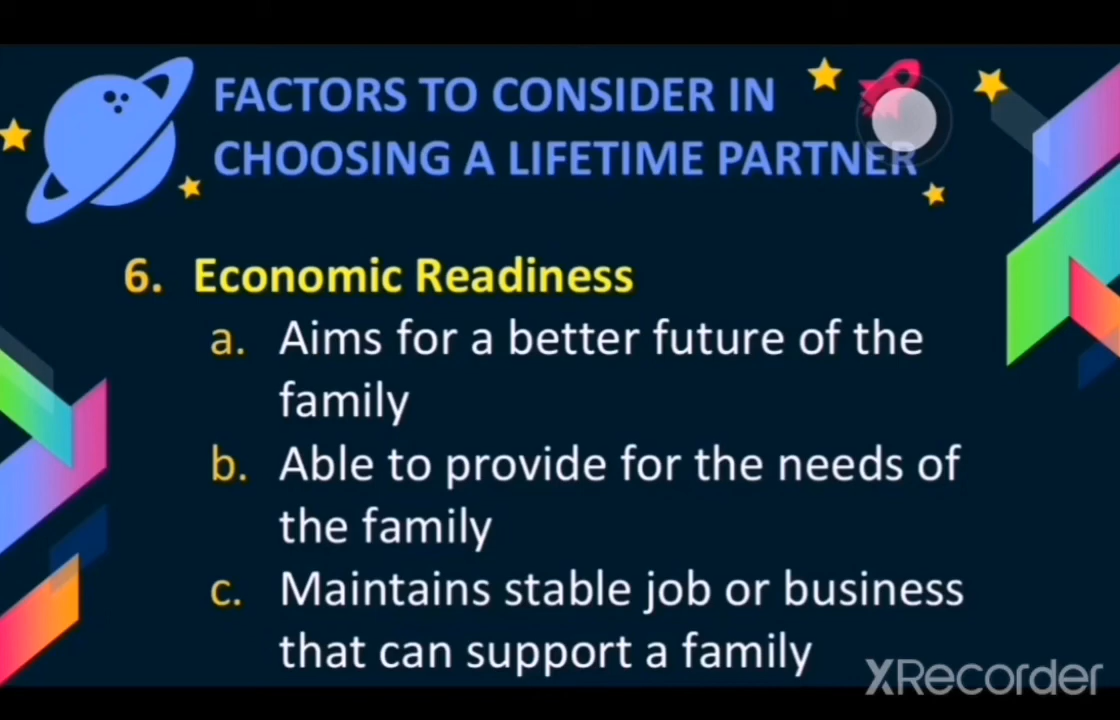 FACTORS TO CONSIDER IN
CHOOSING A LIFETIME PARTNER
6. Economic Readiness
a. Aims for a better future of the
family
b. Able to provide for the needs of
the family
c. Maintains stable job or business
that can support a family
XRecorder